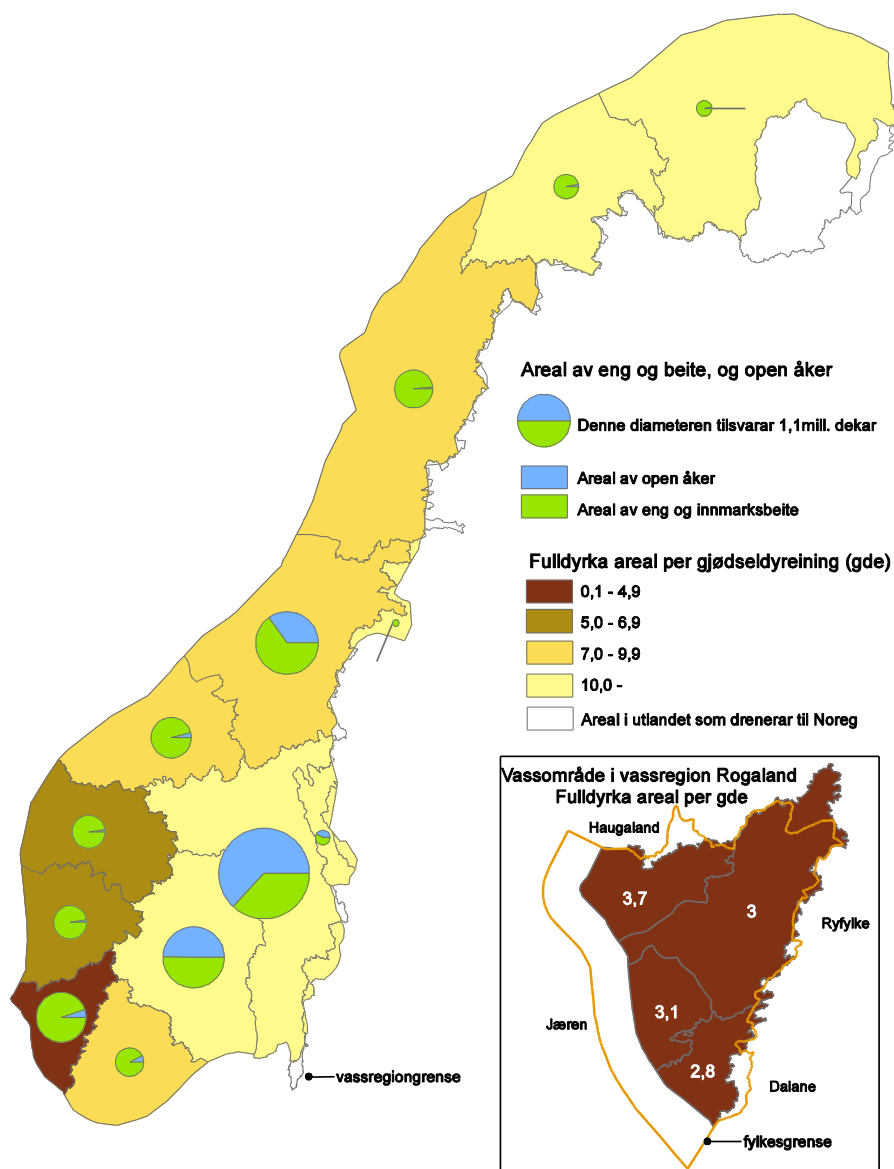 Areal av eng og beite, og open åker
Denne diameteren tilsvarar 1,1mill. dekar
Areal av open åker
Areal av eng og innmarksbeite
Fulldyrka areal per gjødseldyreining (gde)
0,1 - 4,9
5,0 - 6,9
7,0 - 9,9
10,0 -
Areal i utlandet som drenerar til Noreg
vassregiongrense
Vassområde i vassregion Rogaland
Fulldyrka areal per gde
Haugaland
3,7
3
Ryfylke
3,1
Jæren
2,8
Dalane
fylkesgrense